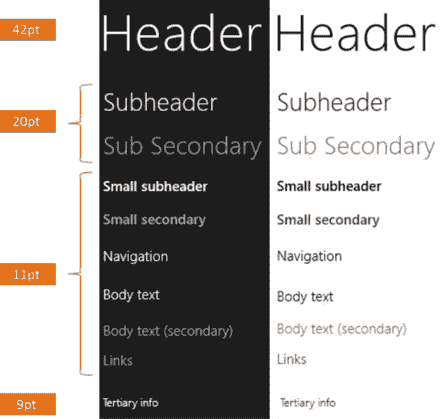 42pt Header Header
Subheader Subheader
20pt
Sub Secondary Sub Secondary
Small subheader Small subheader
Small secondary Small secondary
Navigation Navigation
11pt
Body text Body text
Body text (secondary) Body text (secondary)
Links Links
9pt Tertiary info Tertiary info